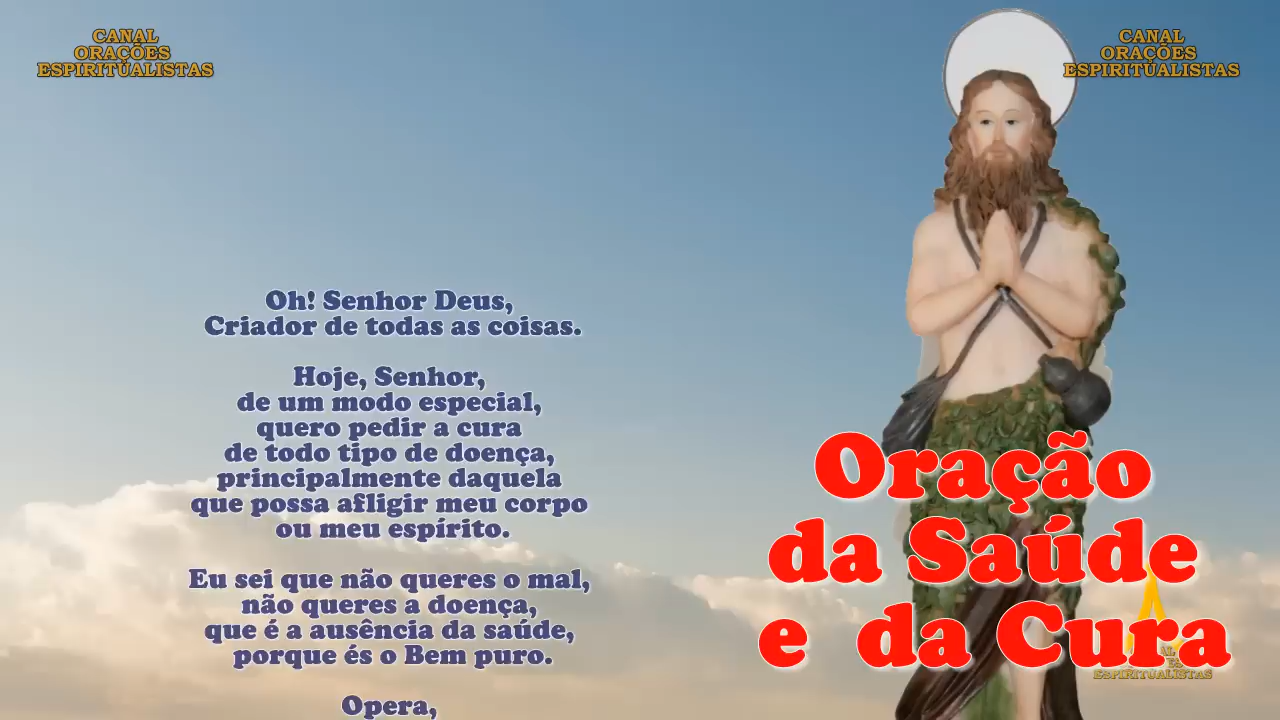 CANAL
ORAÇÕES
ESPIRITUALISTAS
CANAL
ORAÇÕES
ESPIRITUALISTAS
Oh! Senhor Deus,
Criador de todas as coisas.
Hoje, Senhor,
de um modo especial,
quero pedir a cura
de todo tipo de doença,
principalmente daquela
que possa afligir meu corpo
ou meu espírito.
Eu sei que não queres o mal,
não queres a doença,
que é a ausência da saúde,
porque és o Bem puro.
Opera,
Oração
da Saúde
e da Cura
ESPIRITUALISTAS